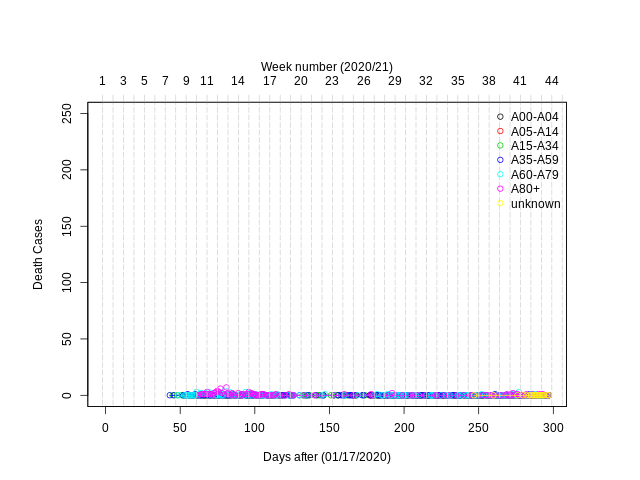 Week number (2020/21)
1 3 5 7 9 11 14 17 20 23 26 29 32 35 38 41 44
250
200
150
100
50
0
Death Cases
A00-A04
A05-A14
A15-A34
A35-A59
A60-A79
A80+
unknown
0 50 100 150 200 250 300
Days after (01/17/2020)